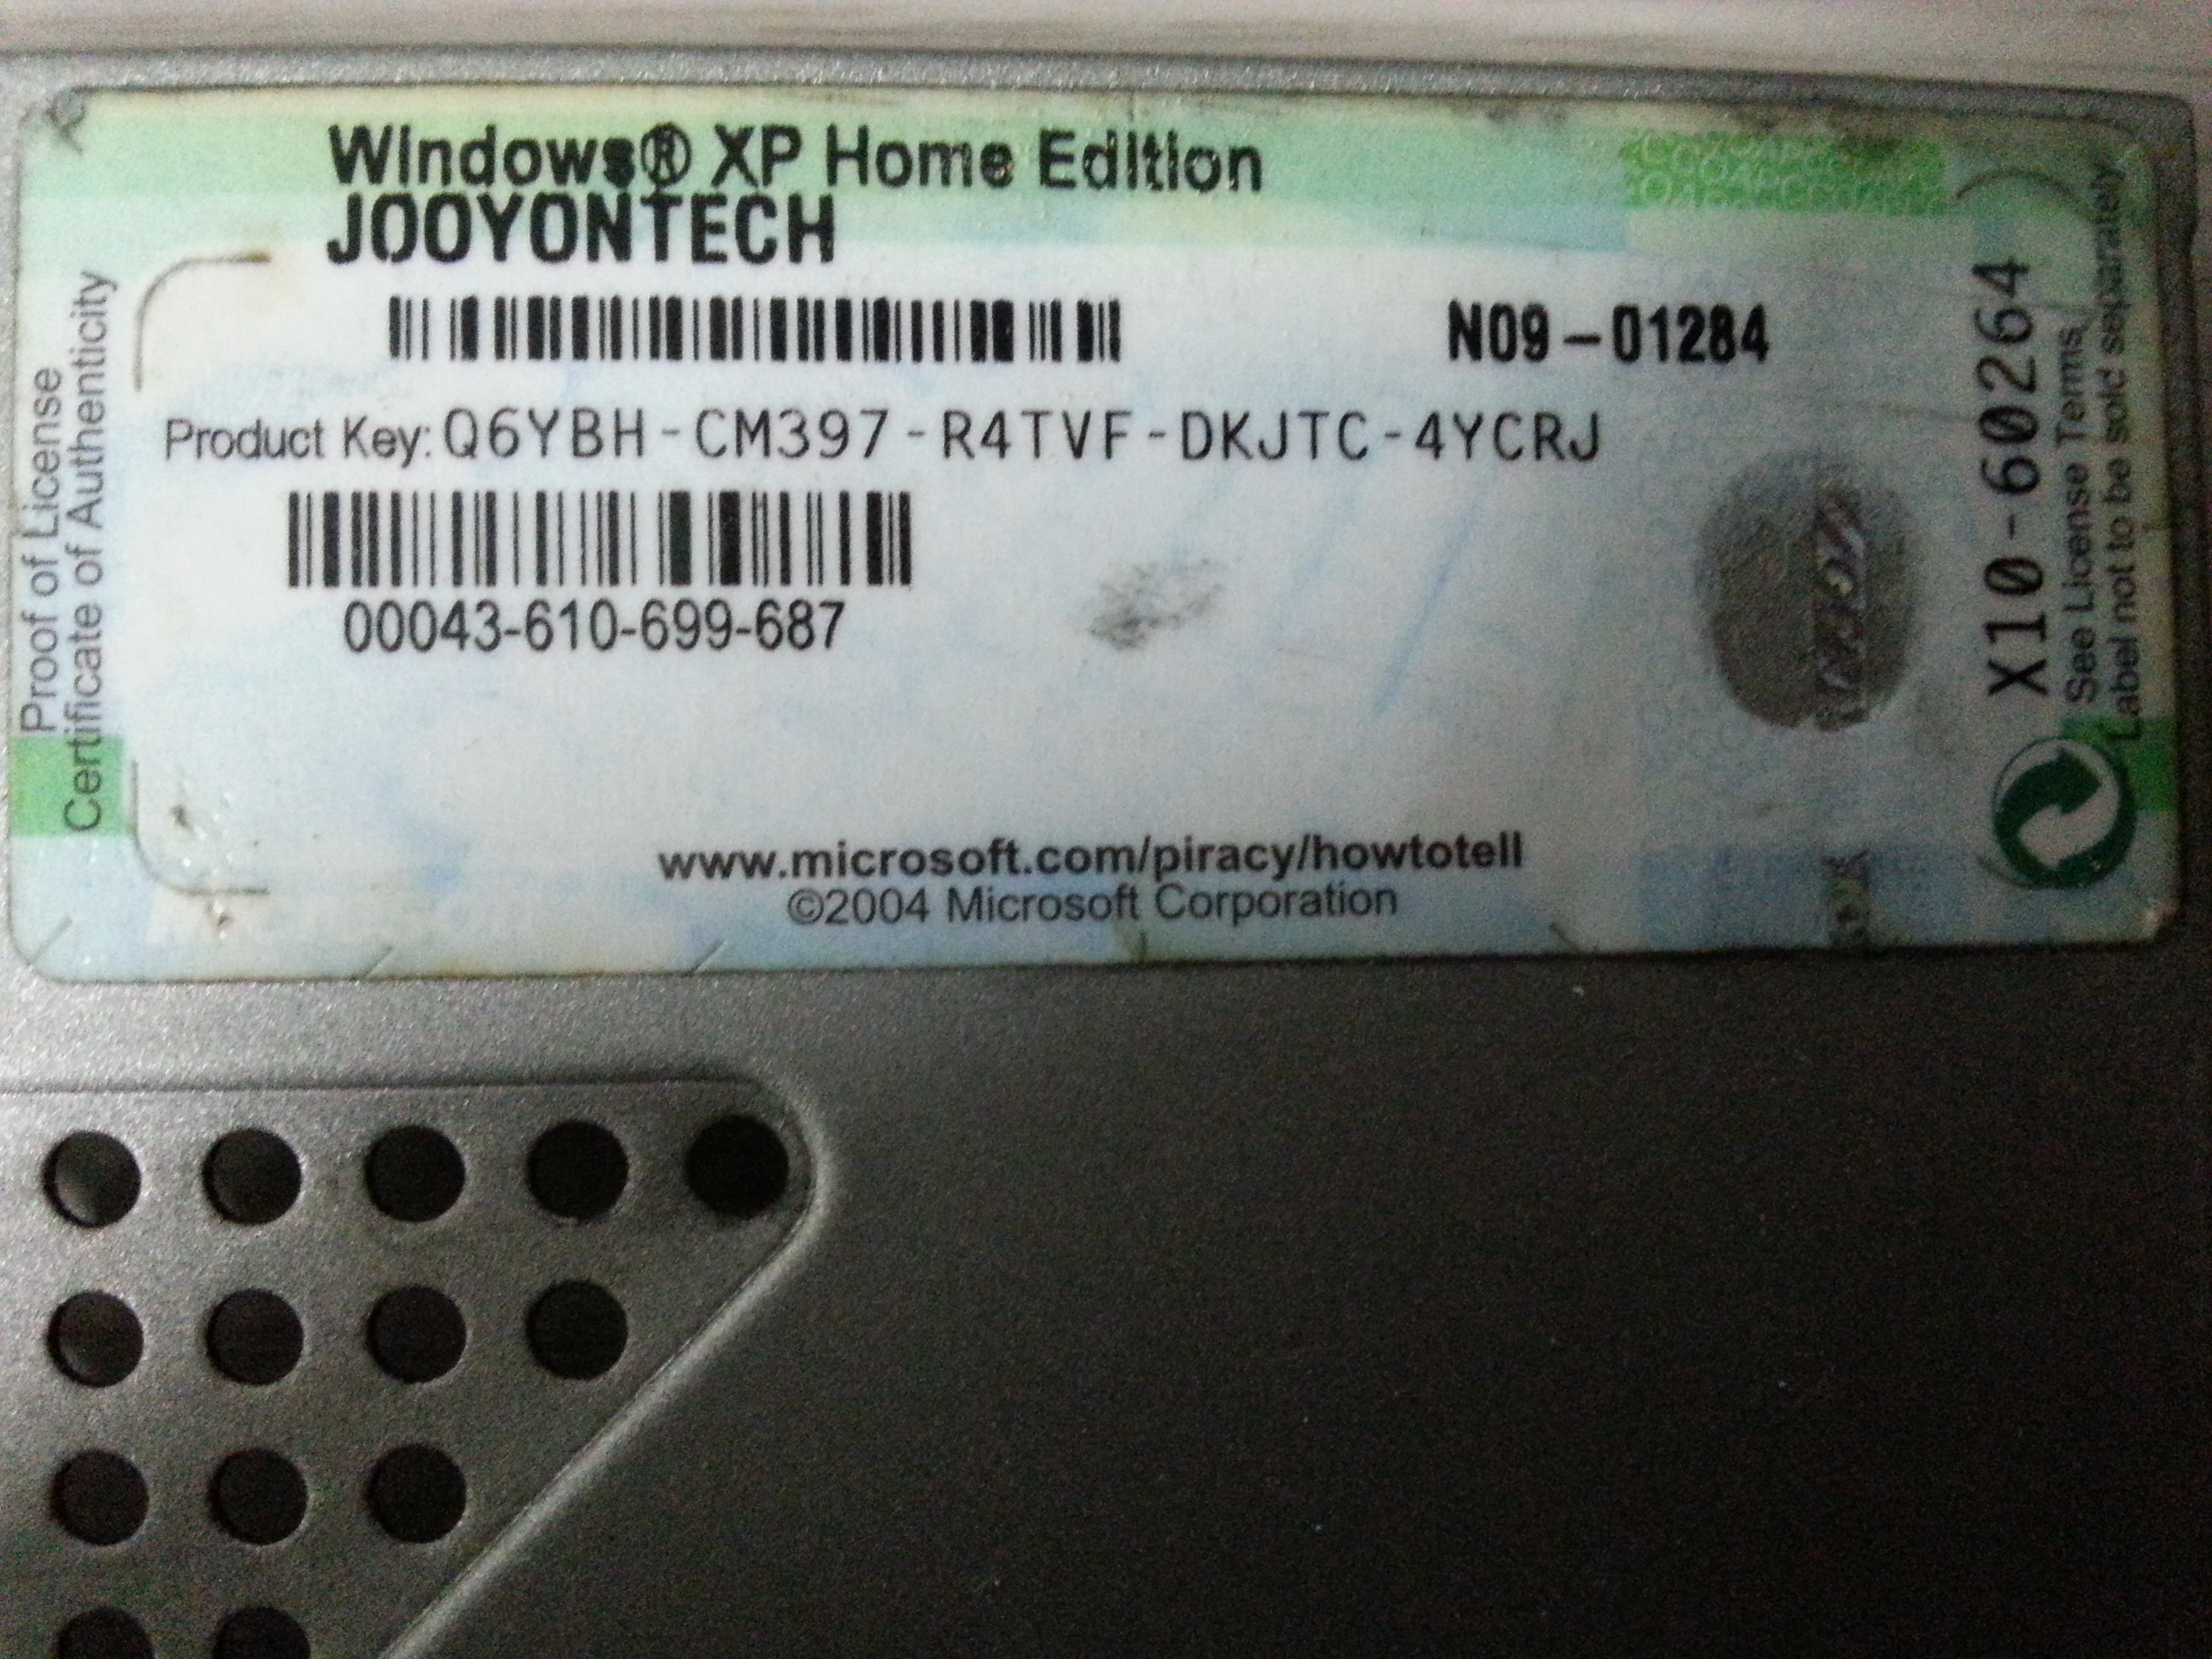 Windows® XP Home Edition
JOOYONTECH
N09-01284
Product Key: Q6YBH-CM397-R4TVF-DKJTC-4YCRJ
00043-610-699-687
www.microsoft.com/piracy/howtotell
©2004 Microsoft Corporation
Proof of License
Certificate of Authenticity
X10-60264
See License Terms
Label not to be sold separately